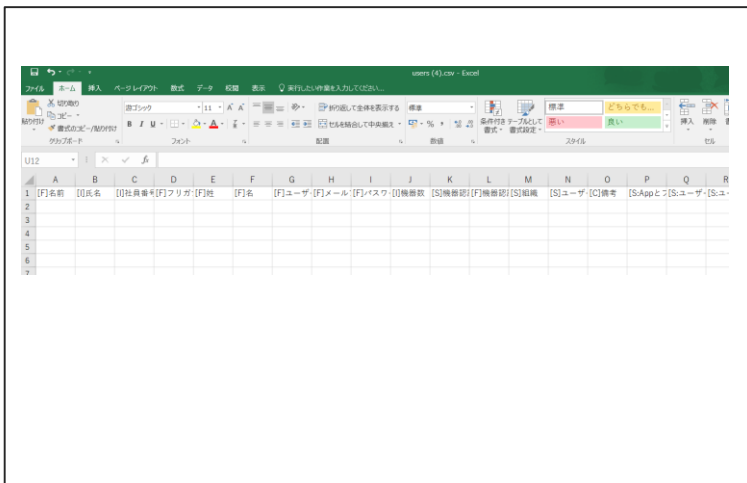 users (4).csv - Excel
ファイル ホーム 挿入 ページレイアウト 数式 データ 校閲 表示 実行したい作業を入力してください...
切り取り 游ゴシック 11 折り返して全体を表示する 標準 標準 どちらでも...
コピー
貼り付け 書式のコピー/貼り付け B I U セルを結合して中央揃え % 条件付き書式 テーブルとして書式設定 悪い 良い 挿入 削除
クリップボード フォント 配置 数値 スタイル セル
U12 fx
A B C D E F G H I J K L M N O P Q R
1 [F]名前 [I]氏名 [I]社員番号 [F]フリガ [F]姓 [F]名 [F]ユーザ [F]メール [F]パスワ [I]機器数 [S]機器認 [F]機器認 [S]組織 [S]ユーザ [C]備考 [S:Appと [S:ユーザ [S:ユ
2
3
4
5
6
7